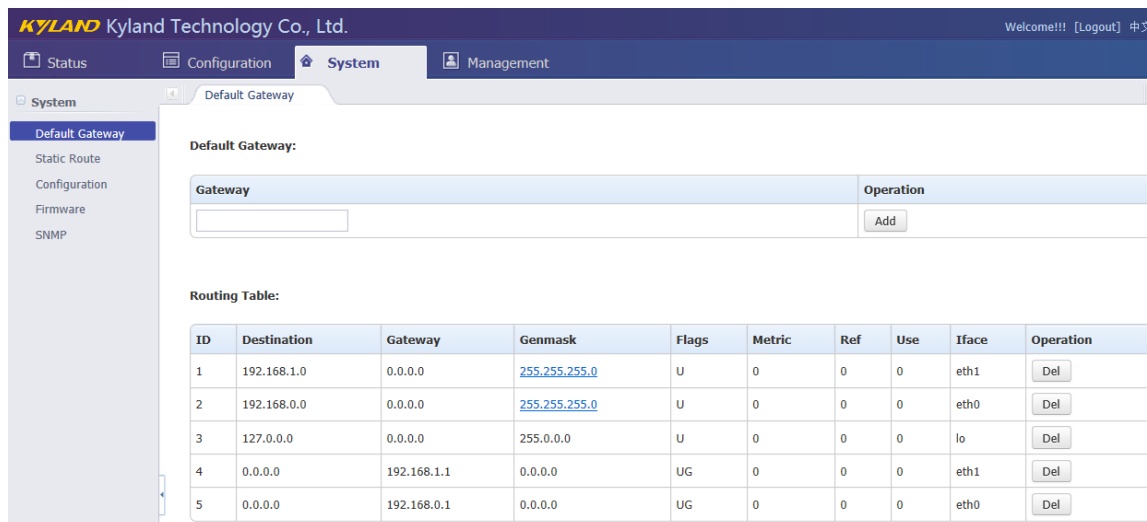 KYLAND Kyland Technology Co., Ltd.
Welcome!!! [Logout] 中文
Status Configuration System Management
System
Default Gateway
Static Route
Configuration
Firmware
SNMP
Default Gateway
Default Gateway:
Gateway Operation
Add
Routing Table:
ID Destination Gateway Genmask Flags Metric Ref Use Iface Operation
1 192.168.1.0 0.0.0.0 255.255.255.0 U 0 0 0 eth1 Del
2 192.168.0.0 0.0.0.0 255.255.255.0 U 0 0 0 eth0 Del
3 127.0.0.0 0.0.0.0 255.0.0.0 U 0 0 0 lo Del
4 0.0.0.0 192.168.1.1 0.0.0.0 UG 0 0 0 eth1 Del
5 0.0.0.0 192.168.0.1 0.0.0.0 UG 0 0 0 eth0 Del